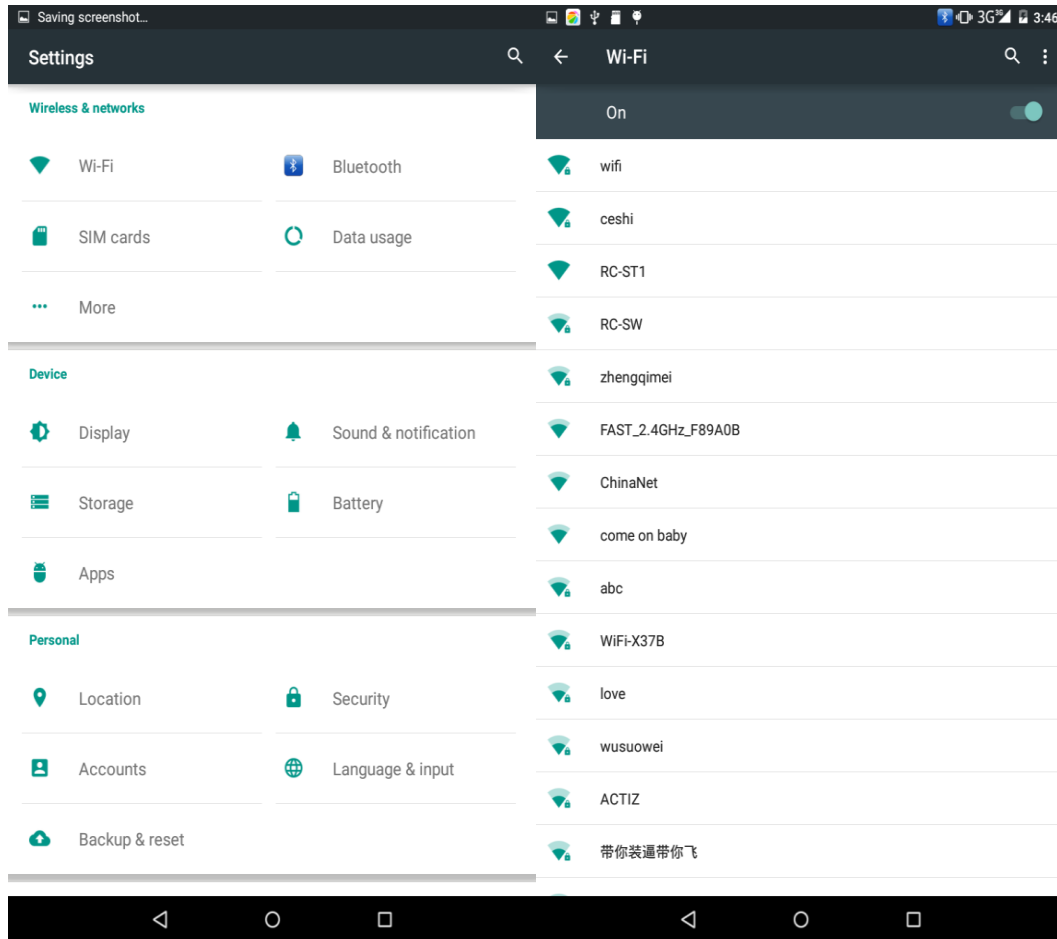 Saving screenshot...
Settings
Wireless & networks
Wi-Fi
Bluetooth
SIM cards
Data usage
More
Device
Display
Sound & notification
Storage
Battery
Apps
Personal
Location
Security
Accounts
Language & input
Backup & reset
3G 3G 3:46
Wi-Fi
On
wifi
ceshi
RC-ST1
RC-SW
zhengqimei
FAST_2.4GHz_F89A0B
ChinaNet
come on baby
abc
WiFi-X37B
love
wusuowei
ACTIZ
带你装逼带你飞